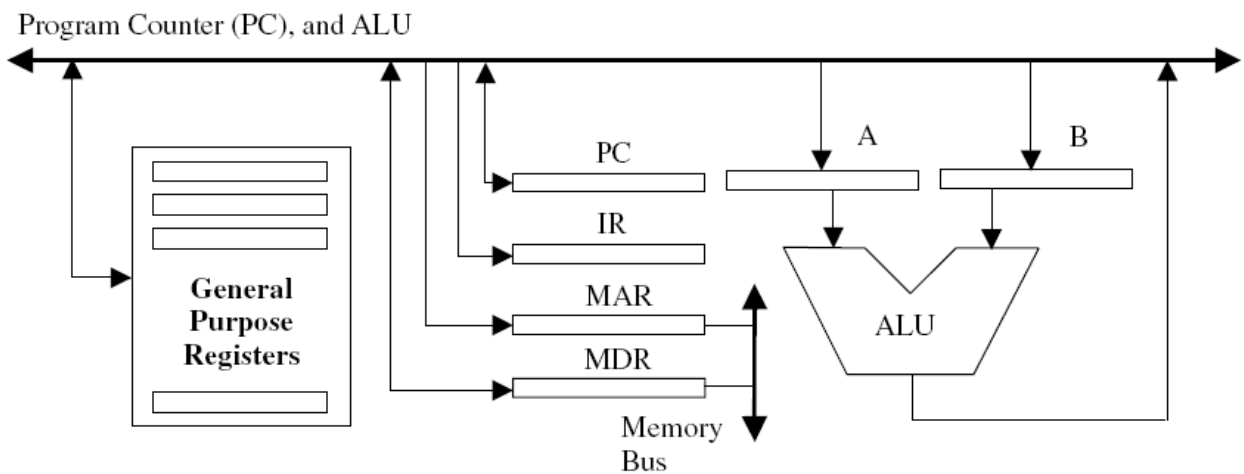 Program Counter (PC), and ALU
A
B
PC
IR
MAR
General
Purpose
Registers
ALU
MDR
Memory
Bus